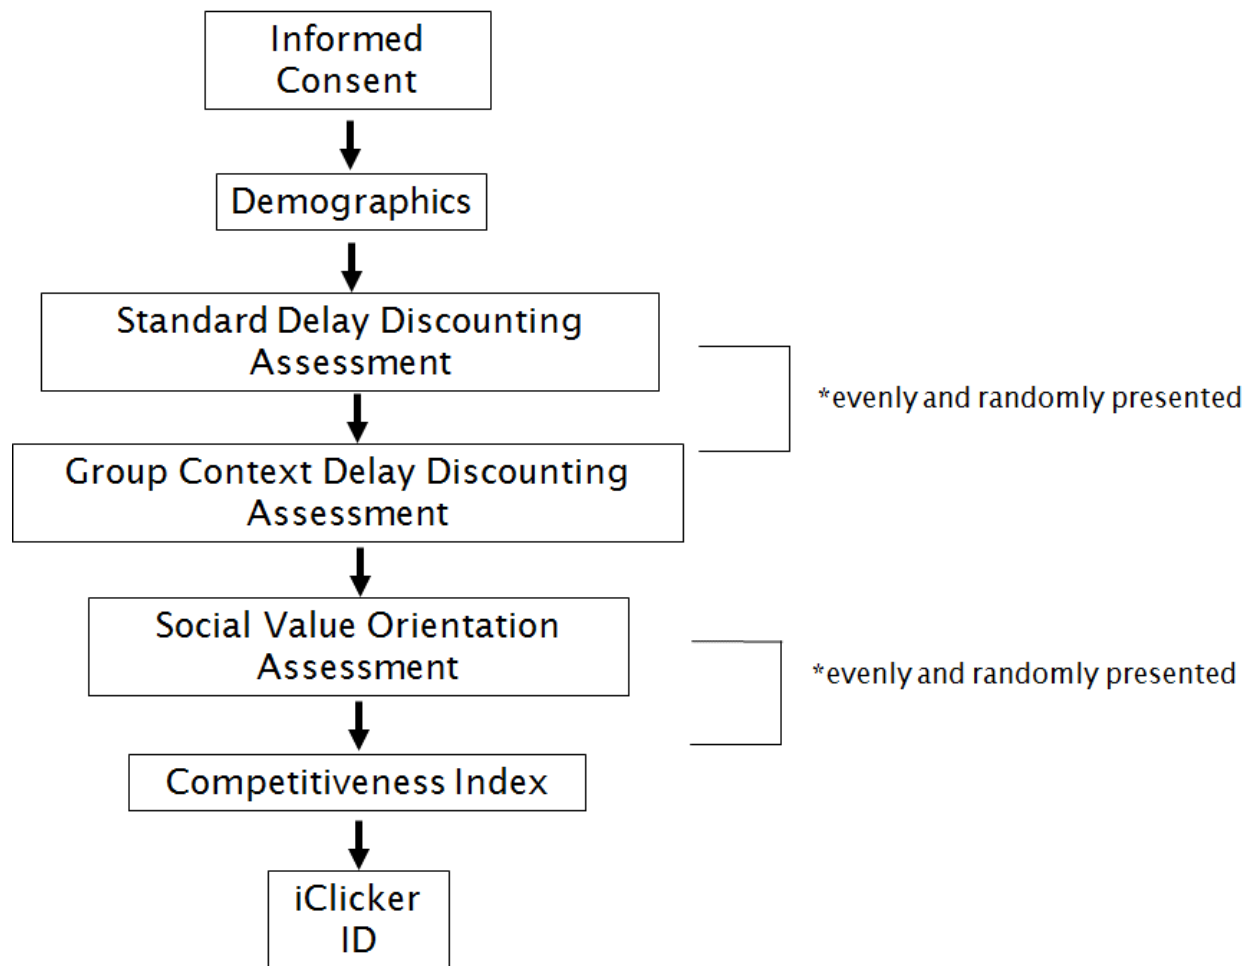 Informed
Consent
Demographics
Standard Delay Discounting
Assessment
*evenly and randomly presented
Group Context Delay Discounting
Assessment
Social Value Orientation
Assessment
*evenly and randomly presented
Competitiveness Index
iClicker
ID